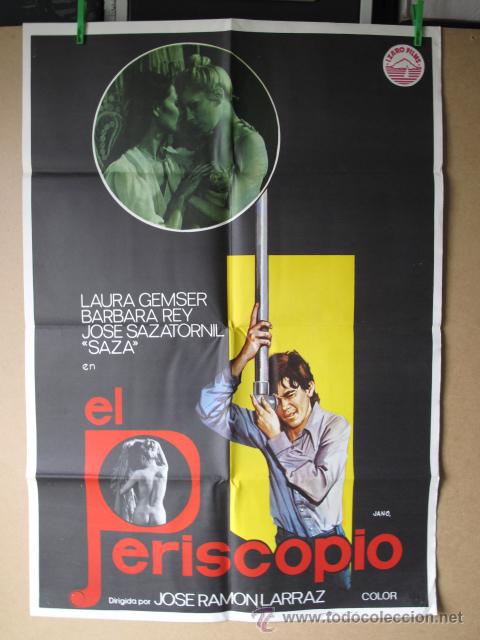 IZARO FILMS
LAURA GEMSER
BARBARA REY
JOSE SAZATORNIL
«SAZA»
en
el
Periscopio
JANO.
Dirigida por JOSE RAMON LARRAZ
COLOR
www.todocoleccion.net